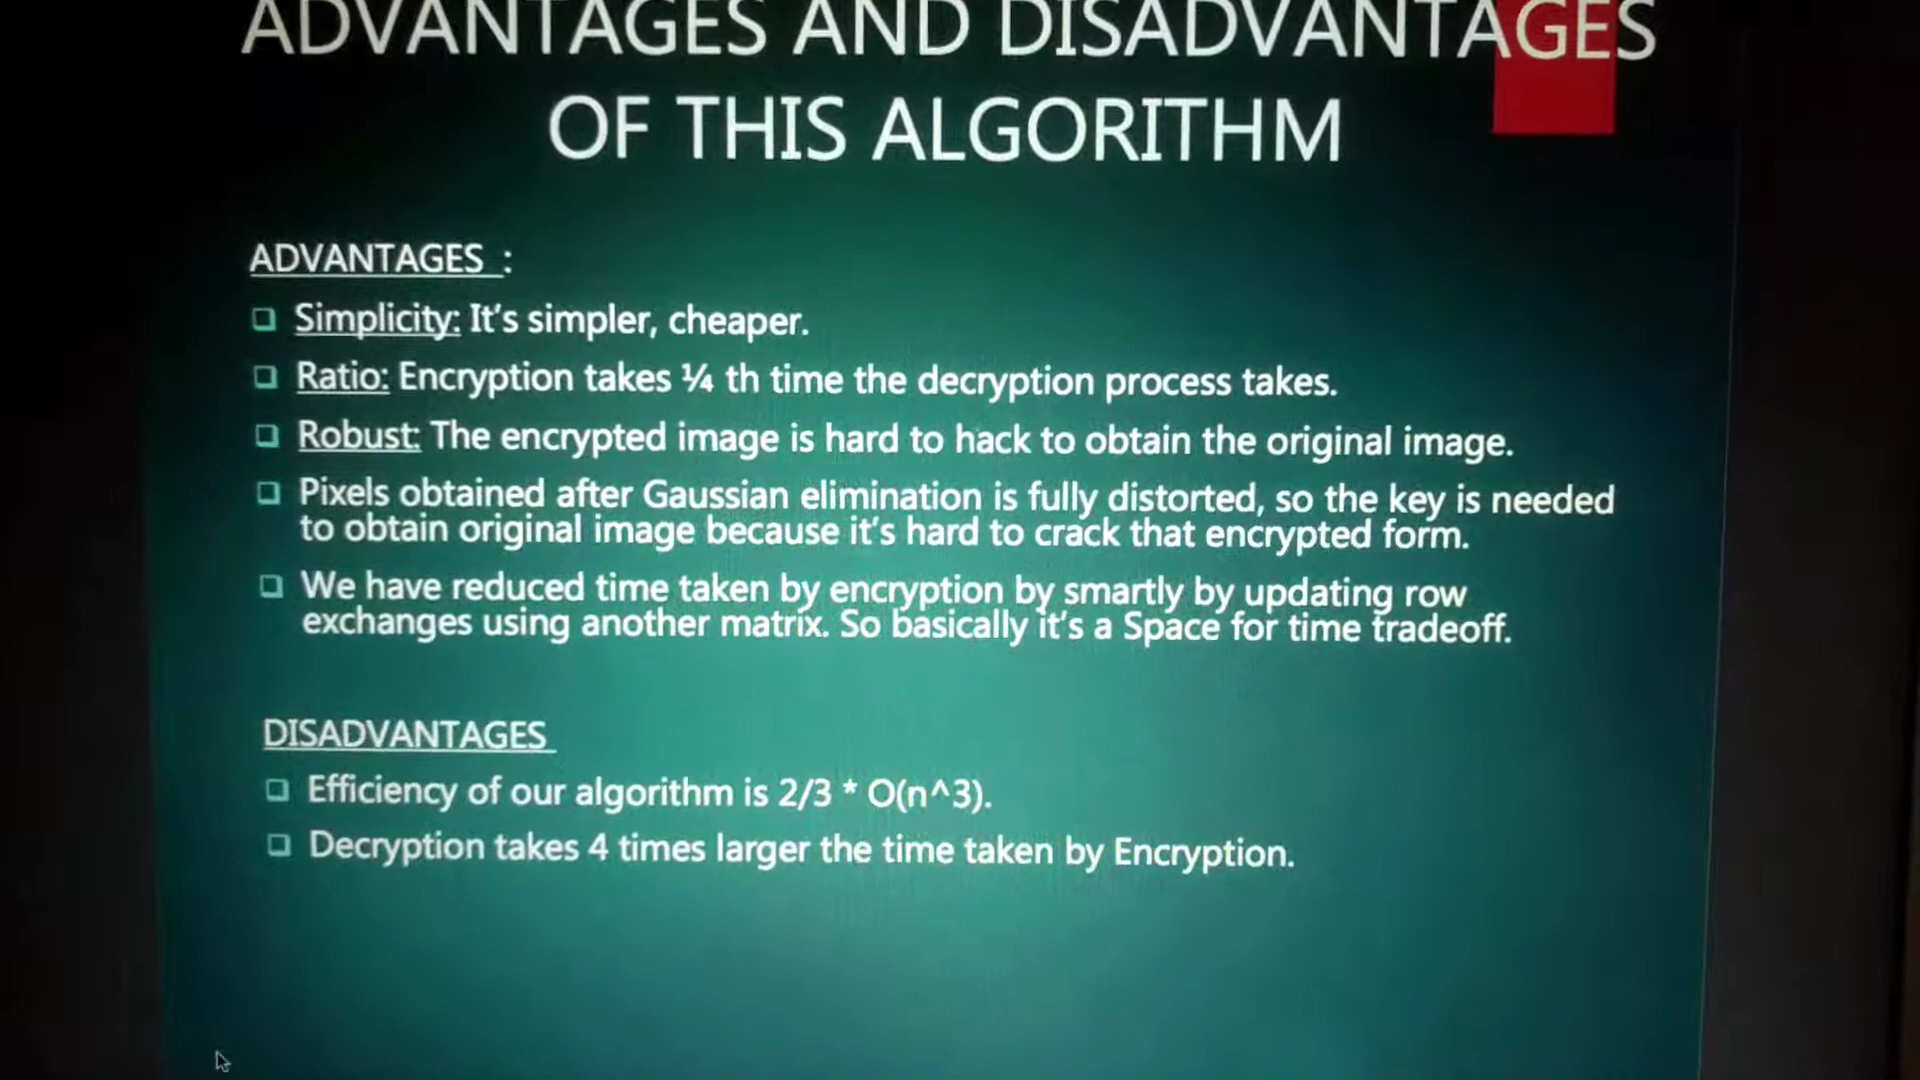 ADVANTAGES AND DISADVANTAGES
OF THIS ALGORITHM
ADVANTAGES :
Simplicity: It's simpler, cheaper.
Ratio: Encryption takes ¼ th time the decryption process takes.
Robust: The encrypted image is hard to hack to obtain the original image.
Pixels obtained after Gaussian elimination is fully distorted, so the key is needed
to obtain original image because it's hard to crack that encrypted form.
We have reduced time taken by encryption by smartly by updating row
exchanges using another matrix. So basically it's a Space for time tradeoff.
DISADVANTAGES
Efficiency of our algorithm is 2/3 * O(n^3).
Decryption takes 4 times larger the time taken by Encryption.